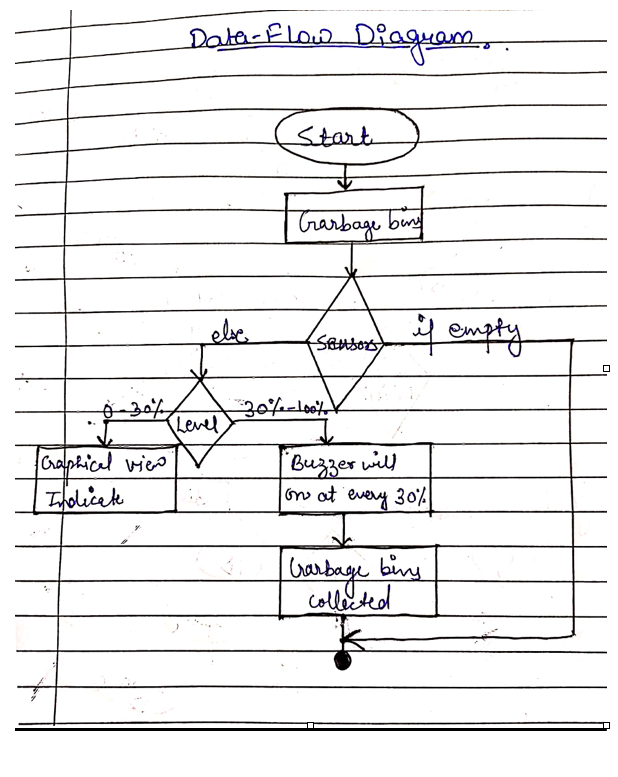 Data-Flow Diagram.
Start
Garbage bins
Sensors
if empty
else
0-30%
Level
30%-100%
Graphical view
Indicate
Buzzer will
on at every 30%
Garbage bins
collected